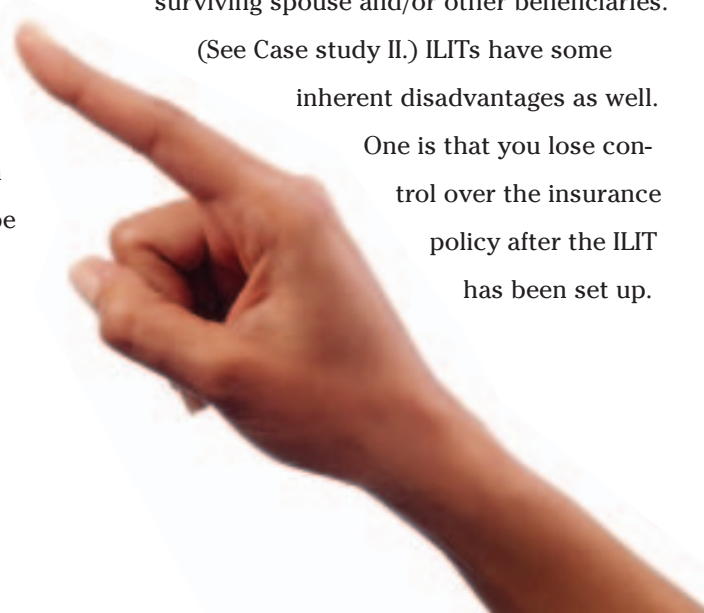 surviving spouse and/or other beneficiaries.
(See Case study II.) ILITs have some
inherent disadvantages as well.
One is that you lose con-
trol over the insurance
policy after the ILIT
has been set up.